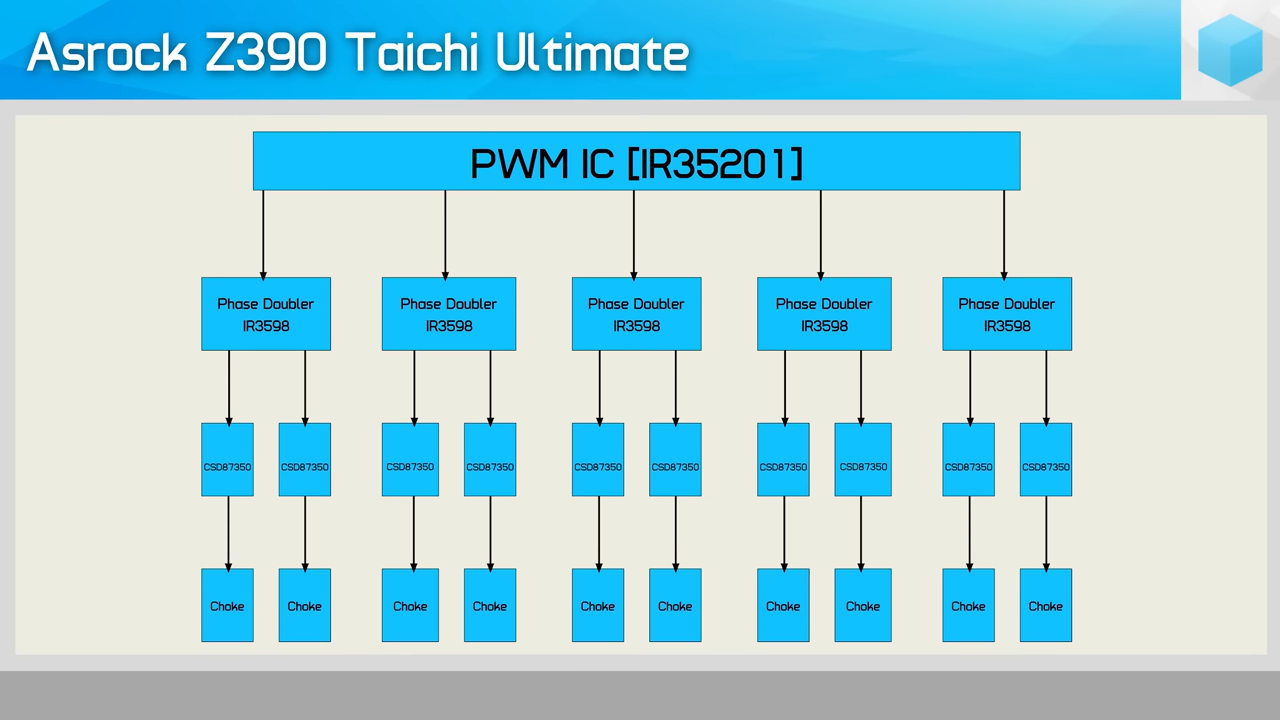 Asrock Z390 Taichi Ultimate
PWM IC [IR35201]
Phase Doubler
IR3598
Phase Doubler
IR3598
Phase Doubler
IR3598
Phase Doubler
IR3598
Phase Doubler
IR3598
CSD87350
CSD87350
CSD87350
CSD87350
CSD87350
CSD87350
CSD87350
CSD87350
CSD87350
CSD87350
Choke
Choke
Choke
Choke
Choke
Choke
Choke
Choke
Choke
Choke